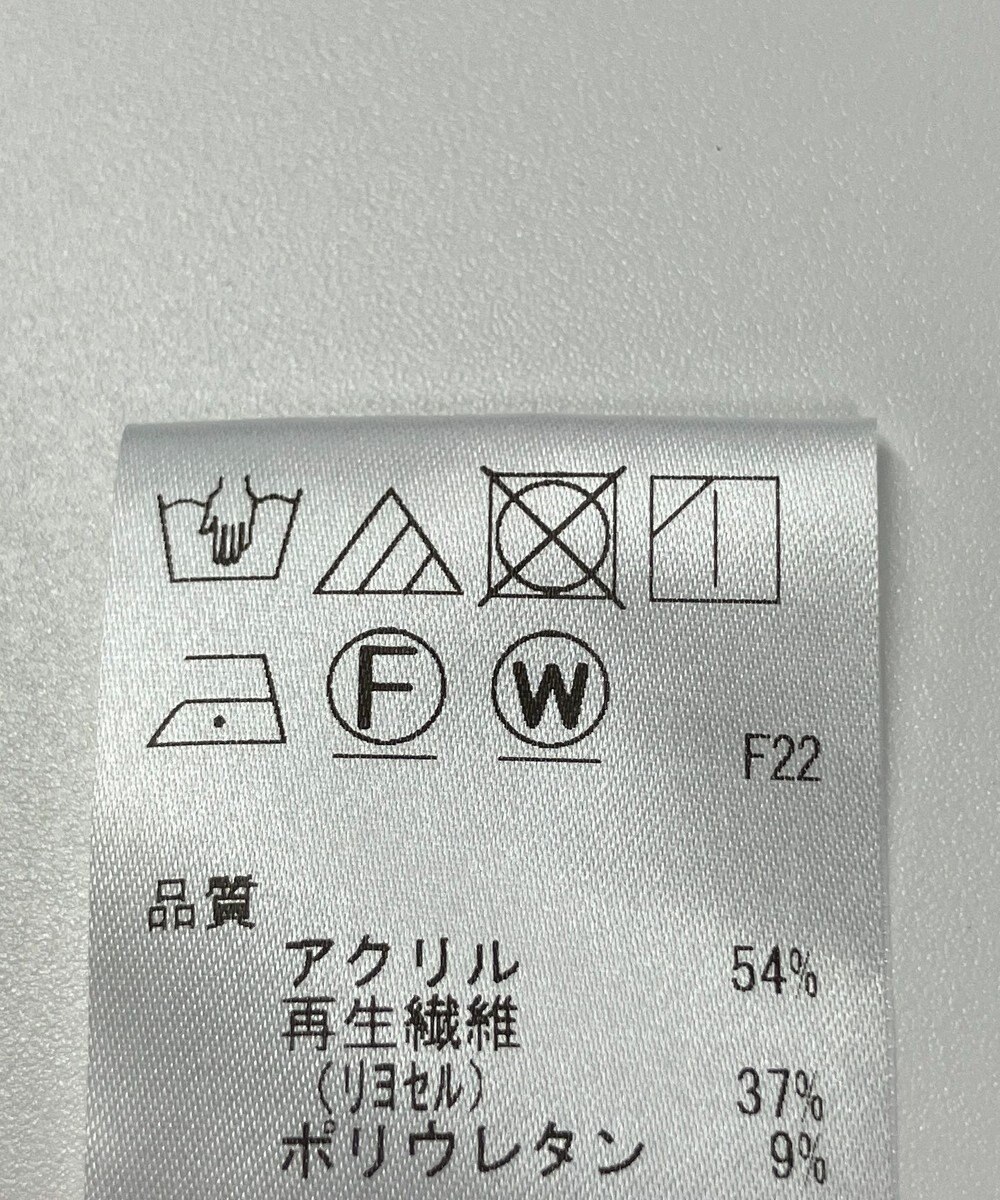 F W
F22
品質
アクリル 54%
再生繊維
(リヨセル) 37%
ポリウレタン 9%